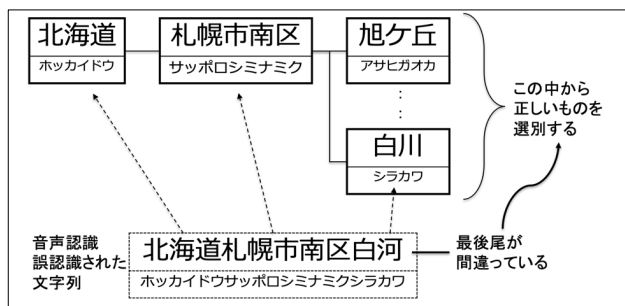 北海道
ホッカイドウ
札幌市南区
サッポロシミナミク
旭ケ丘
アサヒガオカ
⋮ ⋮
白川
シラカワ
この中から
正しいものを
選別する
音声認識
誤認識された
文字列
北海道札幌市南区白河
ホッカイドウサッポロシミナミクシラカワ
最後尾が
間違っている